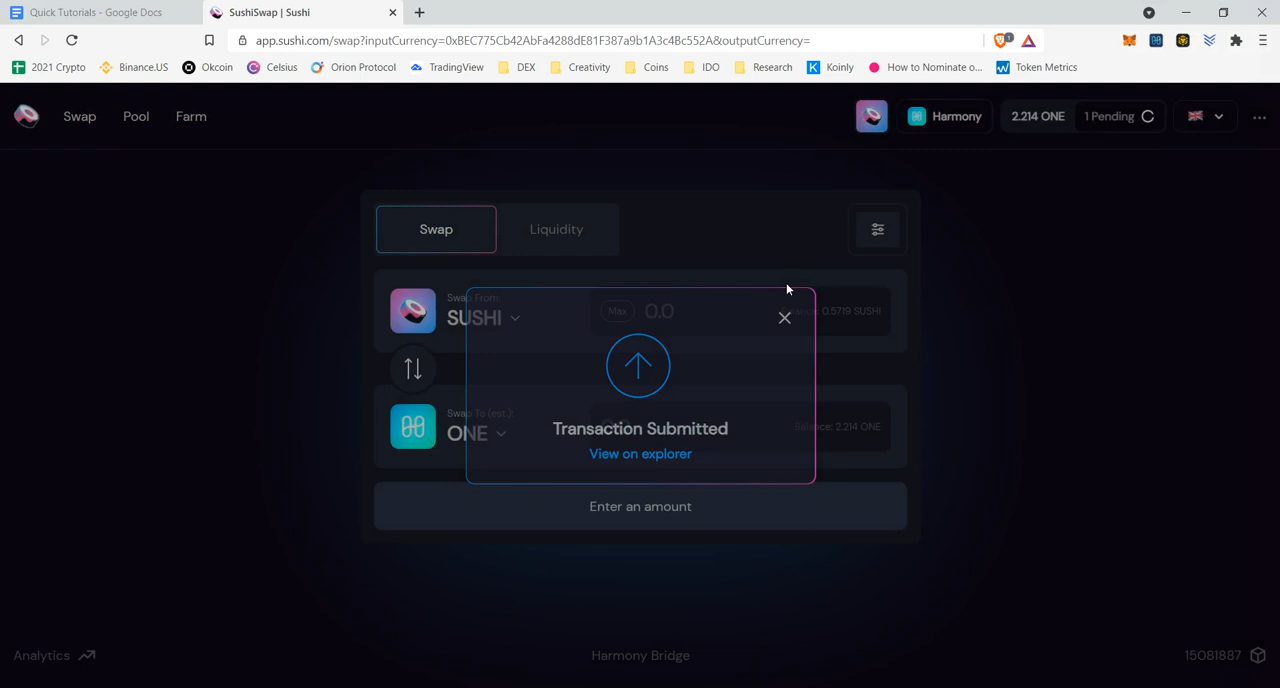 Quick Tutorials - Google Docs
SushiSwap | Sushi
app.sushi.com/swap?inputCurrency=0xBEC775Cb42AbFa4288dE81F387a9b1A3c4Bc552A&outputCurrency=
1
2021 Crypto
Binance.US
Okcoin
Celsius
Orion Protocol
TradingView
DEX
Creativity
Coins
IDO
Research
Koinly
How to Nominate o...
Token Metrics
Swap
Pool
Farm
Harmony
2.214 ONE
1 Pending
...
Swap
Liquidity
Swap From:
SUSHI
Max
0.0
Balance: 0.5719 SUSHI
Transaction Submitted
View on explorer
Swap To (est.):
ONE
Balance: 2.214 ONE
Enter an amount
Analytics
Harmony Bridge
15081887